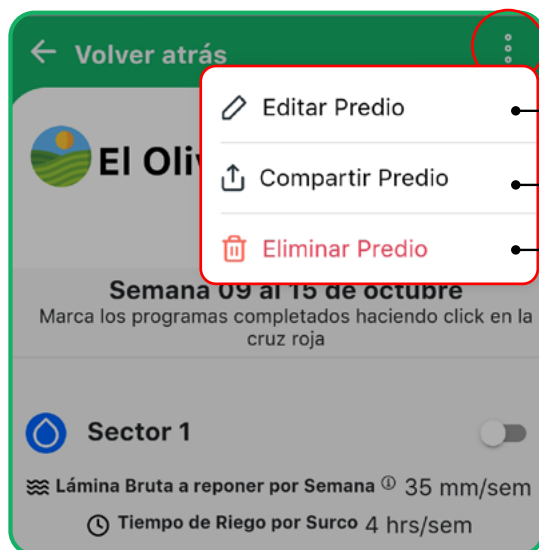 Volver atrás
Editar Predio
El Oli
Compartir Predio
Eliminar Predio
Semana 09 al 15 de octubre
Marca los programas completados haciendo click en la
cruz roja
Sector 1
Lámina Bruta a reponer por Semana ⓘ 35 mm/sem
Tiempo de Riego por Surco 4 hrs/sem